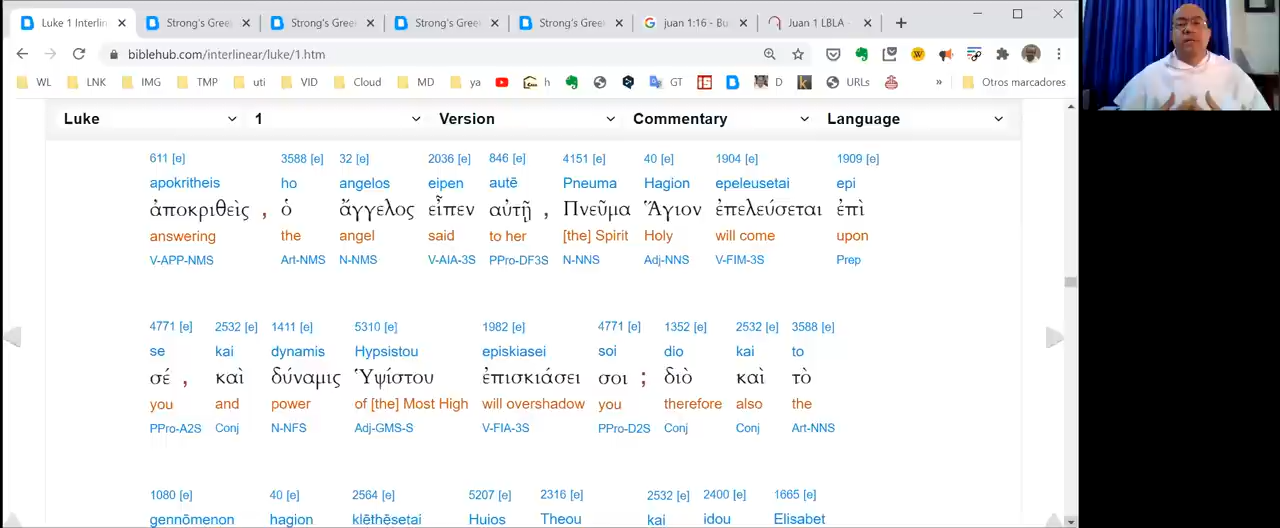 Luke 1 Interlin
Strong's Greek
Strong's Greek
Strong's Greek
Strong's Greek
juan 1:16 - Bu
Juan 1 LBLA -
biblehub.com/interlinear/luke/1.htm
WL LNK IMG TMP uti VID Cloud MD ya h GT D URLs » Otros marcadores
Luke 1 Version Commentary Language
611 [e] 3588 [e] 32 [e] 2036 [e] 846 [e] 4151 [e] 40 [e] 1904 [e] 1909 [e]
apokritheis ho angelos eipen autē Pneuma Hagion epeleusetai epi
ἀποκριθεὶς , ὁ ἄγγελος εἶπεν αὐτῇ , Πνεῦμα Ἅγιον ἐπελεύσεται ἐπὶ
answering the angel said to her [the] Spirit Holy will come upon
V-APP-NMS Art-NMS N-NMS V-AIA-3S PPro-DF3S N-NNS Adj-NNS V-FIM-3S Prep
4771 [e] 2532 [e] 1411 [e] 5310 [e] 1982 [e] 4771 [e] 1352 [e] 2532 [e] 3588 [e]
se kai dynamis Hypsistou episkiasei soi dio kai to
σέ , καὶ δύναμις Ὑψίστου ἐπισκιάσει σοι ; διὸ καὶ τὸ
you and power of [the] Most High will overshadow you therefore also the
PPro-A2S Conj N-NFS Adj-GMS-S V-FIA-3S PPro-D2S Conj Conj Art-NNS
1080 [e] 40 [e] 2564 [e] 5207 [e] 2316 [e] 2532 [e] 2400 [e] 1665 [e]
gennōmenon hagion klēthēsetai Huios Theou kai idou Elisabet